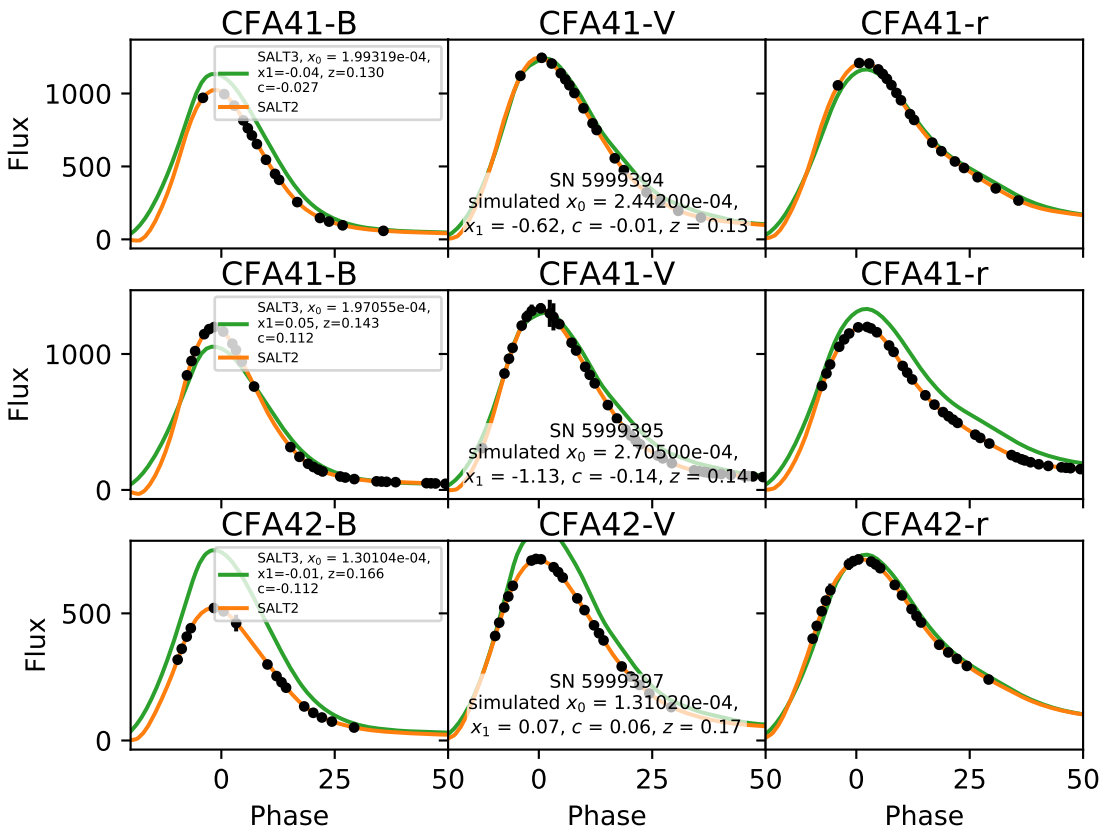 CFA41-B CFA41-V CFA41-r
Flux
1000
500
0
SALT3, x₀ = 1.99319e-04,
x1=-0.04, z=0.130
c=-0.027
SALT2
SN 5999394
simulated x₀ = 2.44200e-04,
x₁ = -0.62, c = -0.01, z = 0.13
CFA41-B CFA41-V CFA41-r
Flux
1000
0
SALT3, x₀ = 1.97055e-04,
x1=0.05, z=0.143
c=0.112
SALT2
SN 5999395
simulated x₀ = 2.70500e-04,
x₁ = -1.13, c = -0.14, z = 0.14
CFA42-B CFA42-V CFA42-r
Flux
500
0
SALT3, x₀ = 1.30104e-04,
x1=-0.01, z=0.166
c=-0.112
SALT2
SN 5999397
simulated x₀ = 1.31020e-04,
x₁ = 0.07, c = 0.06, z = 0.17
0 25 50 0 25 50 0 25 50
Phase Phase Phase